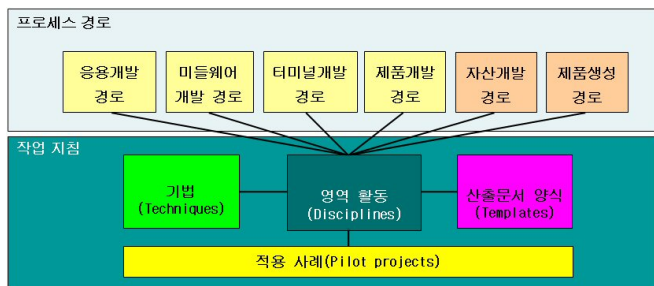 프로세스 경로
응용개발
경로
미들웨어
개발 경로
터미널개발
경로
제품개발
경로
자산개발
경로
제품생성
경로
작업 지침
기법
(Techniques)
영역 활동
(Disciplines)
산출문서 양식
(Templates)
적용 사례(Pilot projects)